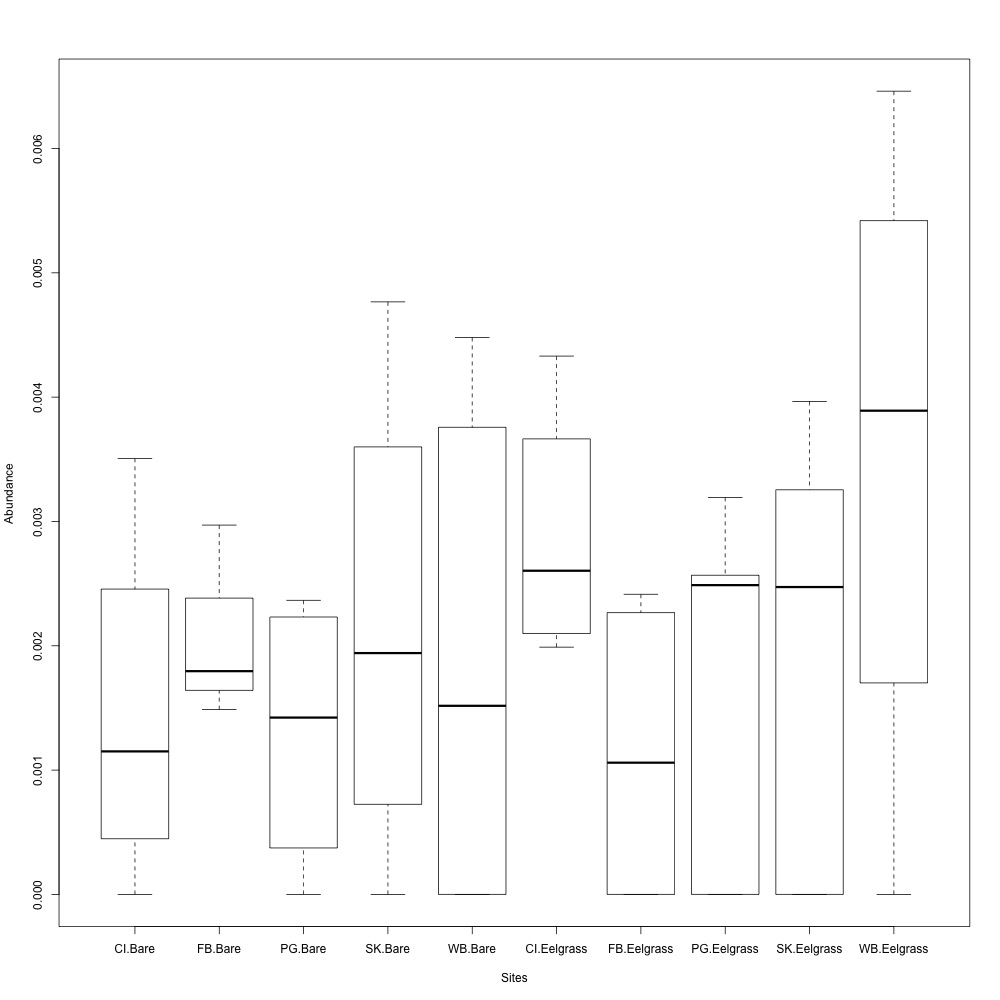 Abundance
0.006
0.005
0.004
0.003
0.002
0.001
0.000
CI.Bare FB.Bare PG.Bare SK.Bare WB.Bare CI.Eelgrass FB.Eelgrass PG.Eelgrass SK.Eelgrass WB.Eelgrass
Sites